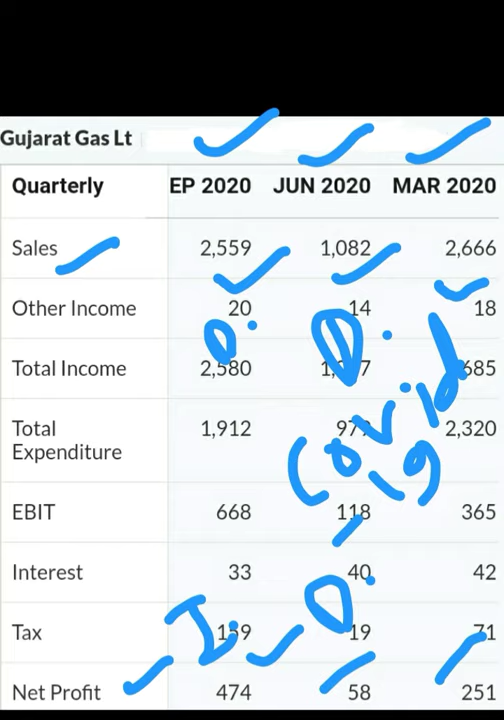 Gujarat Gas Lt
Quarterly EP 2020 JUN 2020 MAR 2020
Sales 2,559 1,082 2,666
Other Income 20 14 18
D. D.
Total Income 2,580
Total Expenditure 1,912 2,320
Covid
19
EBIT 668 118 365
Interest 33 40 42
I. D.
Tax 19 71
Net Profit 474 58 251